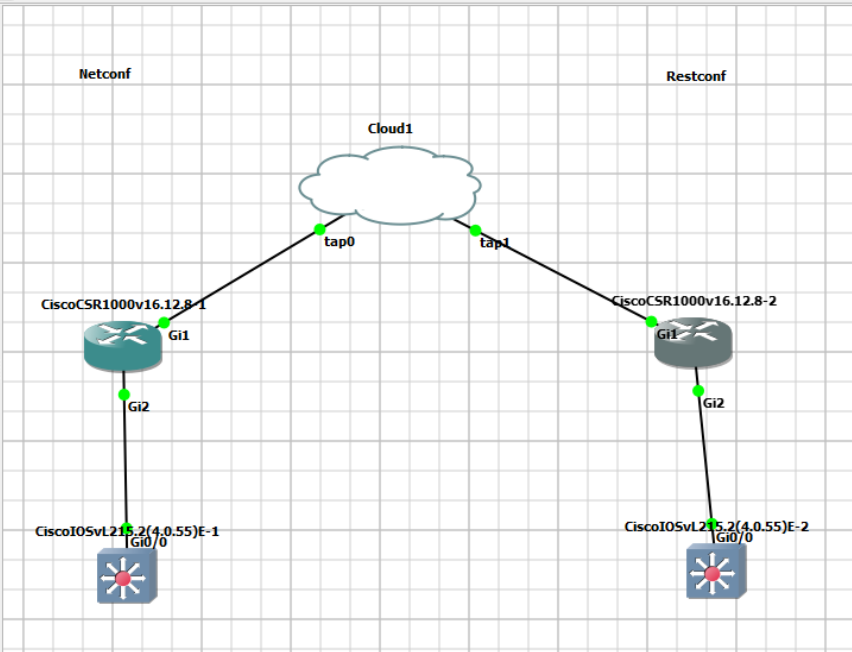 Netconf
Restconf
Cloud1
tap0
tap1
CiscoCSR1000v16.12.8-1
CiscoCSR1000v16.12.8-2
Gi1
Gi1
Gi2
Gi2
CiscoIOSvL215.2(4.0.55)E-1
CiscoIOSvL215.2(4.0.55)E-2
Gi0/0
Gi0/0